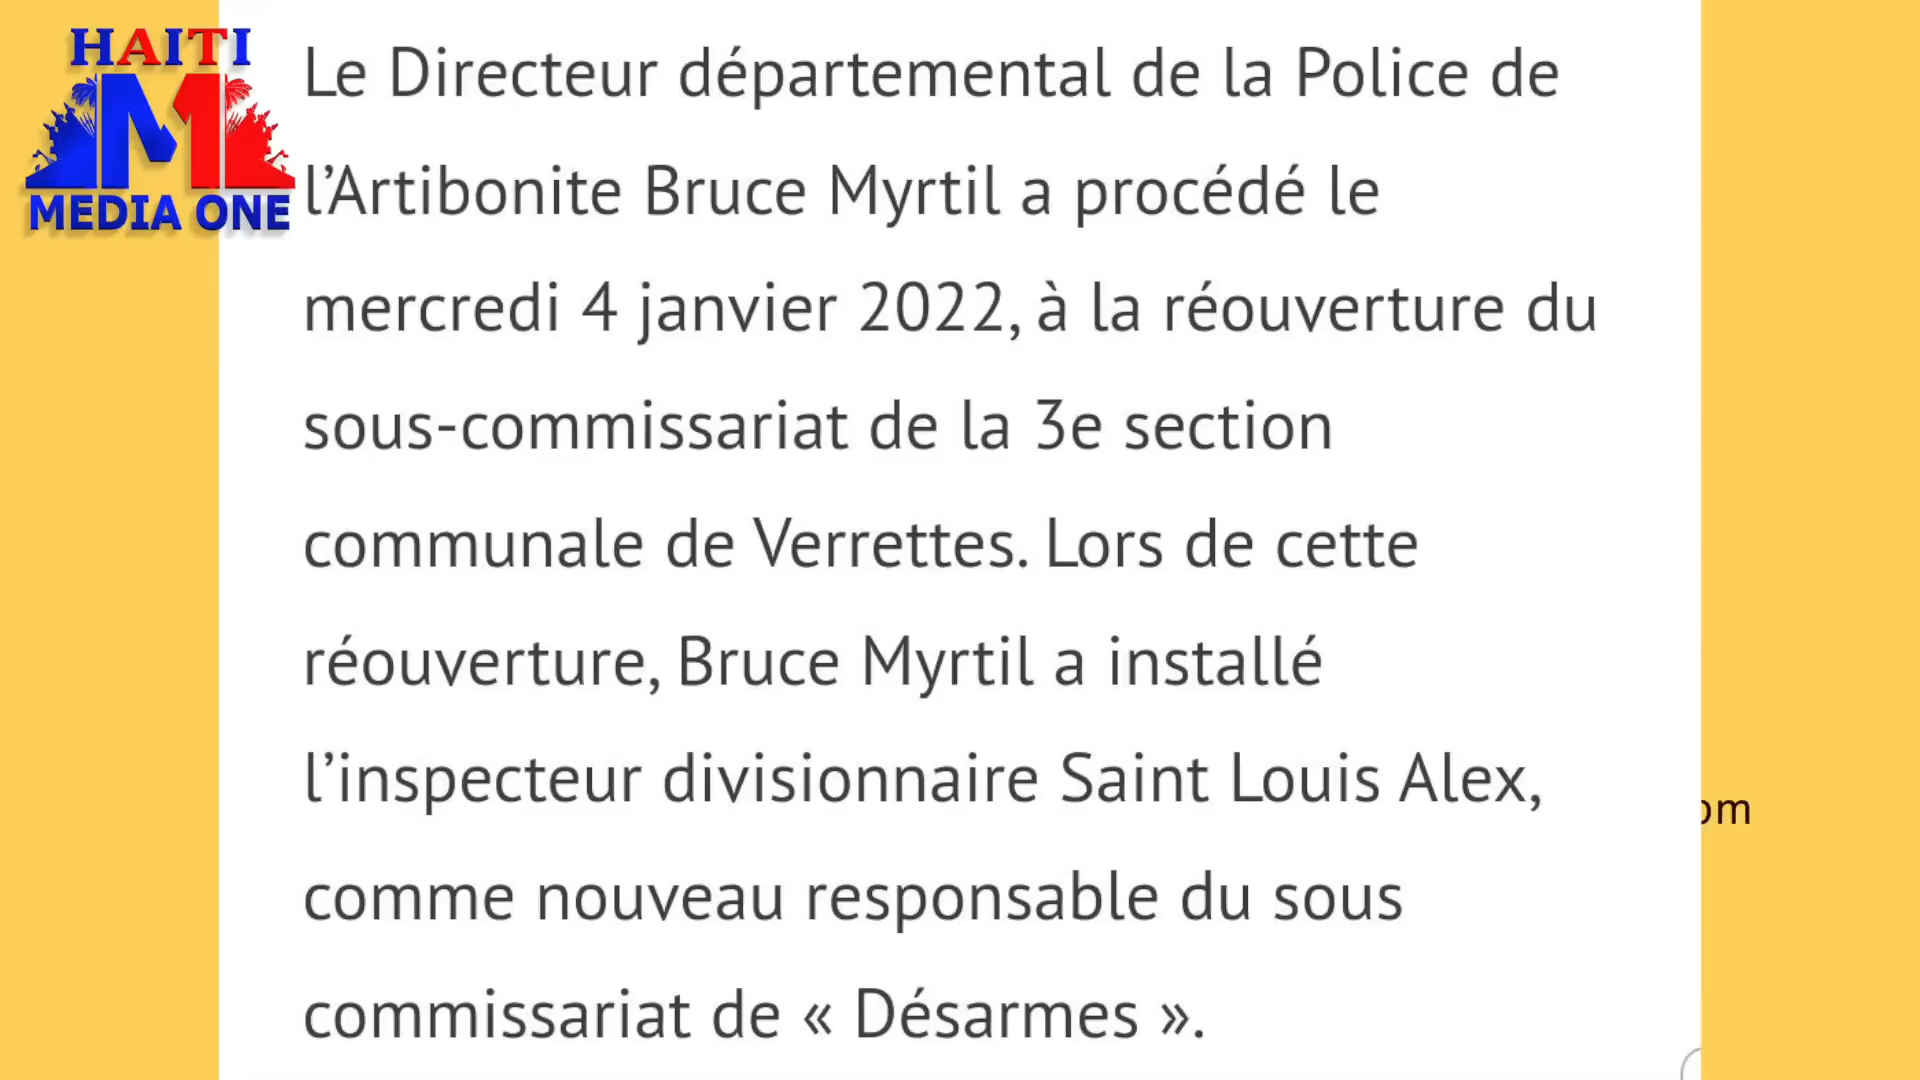 HAITI
MEDIA ONE
Le Directeur départemental de la Police de
l’Artibonite Bruce Myrtil a procédé le
mercredi 4 janvier 2022, à la réouverture du
sous-commissariat de la 3e section
communale de Verrettes. Lors de cette
réouverture, Bruce Myrtil a installé
l’inspecteur divisionnaire Saint Louis Alex,
comme nouveau responsable du sous
commissariat de « Désarmes ».